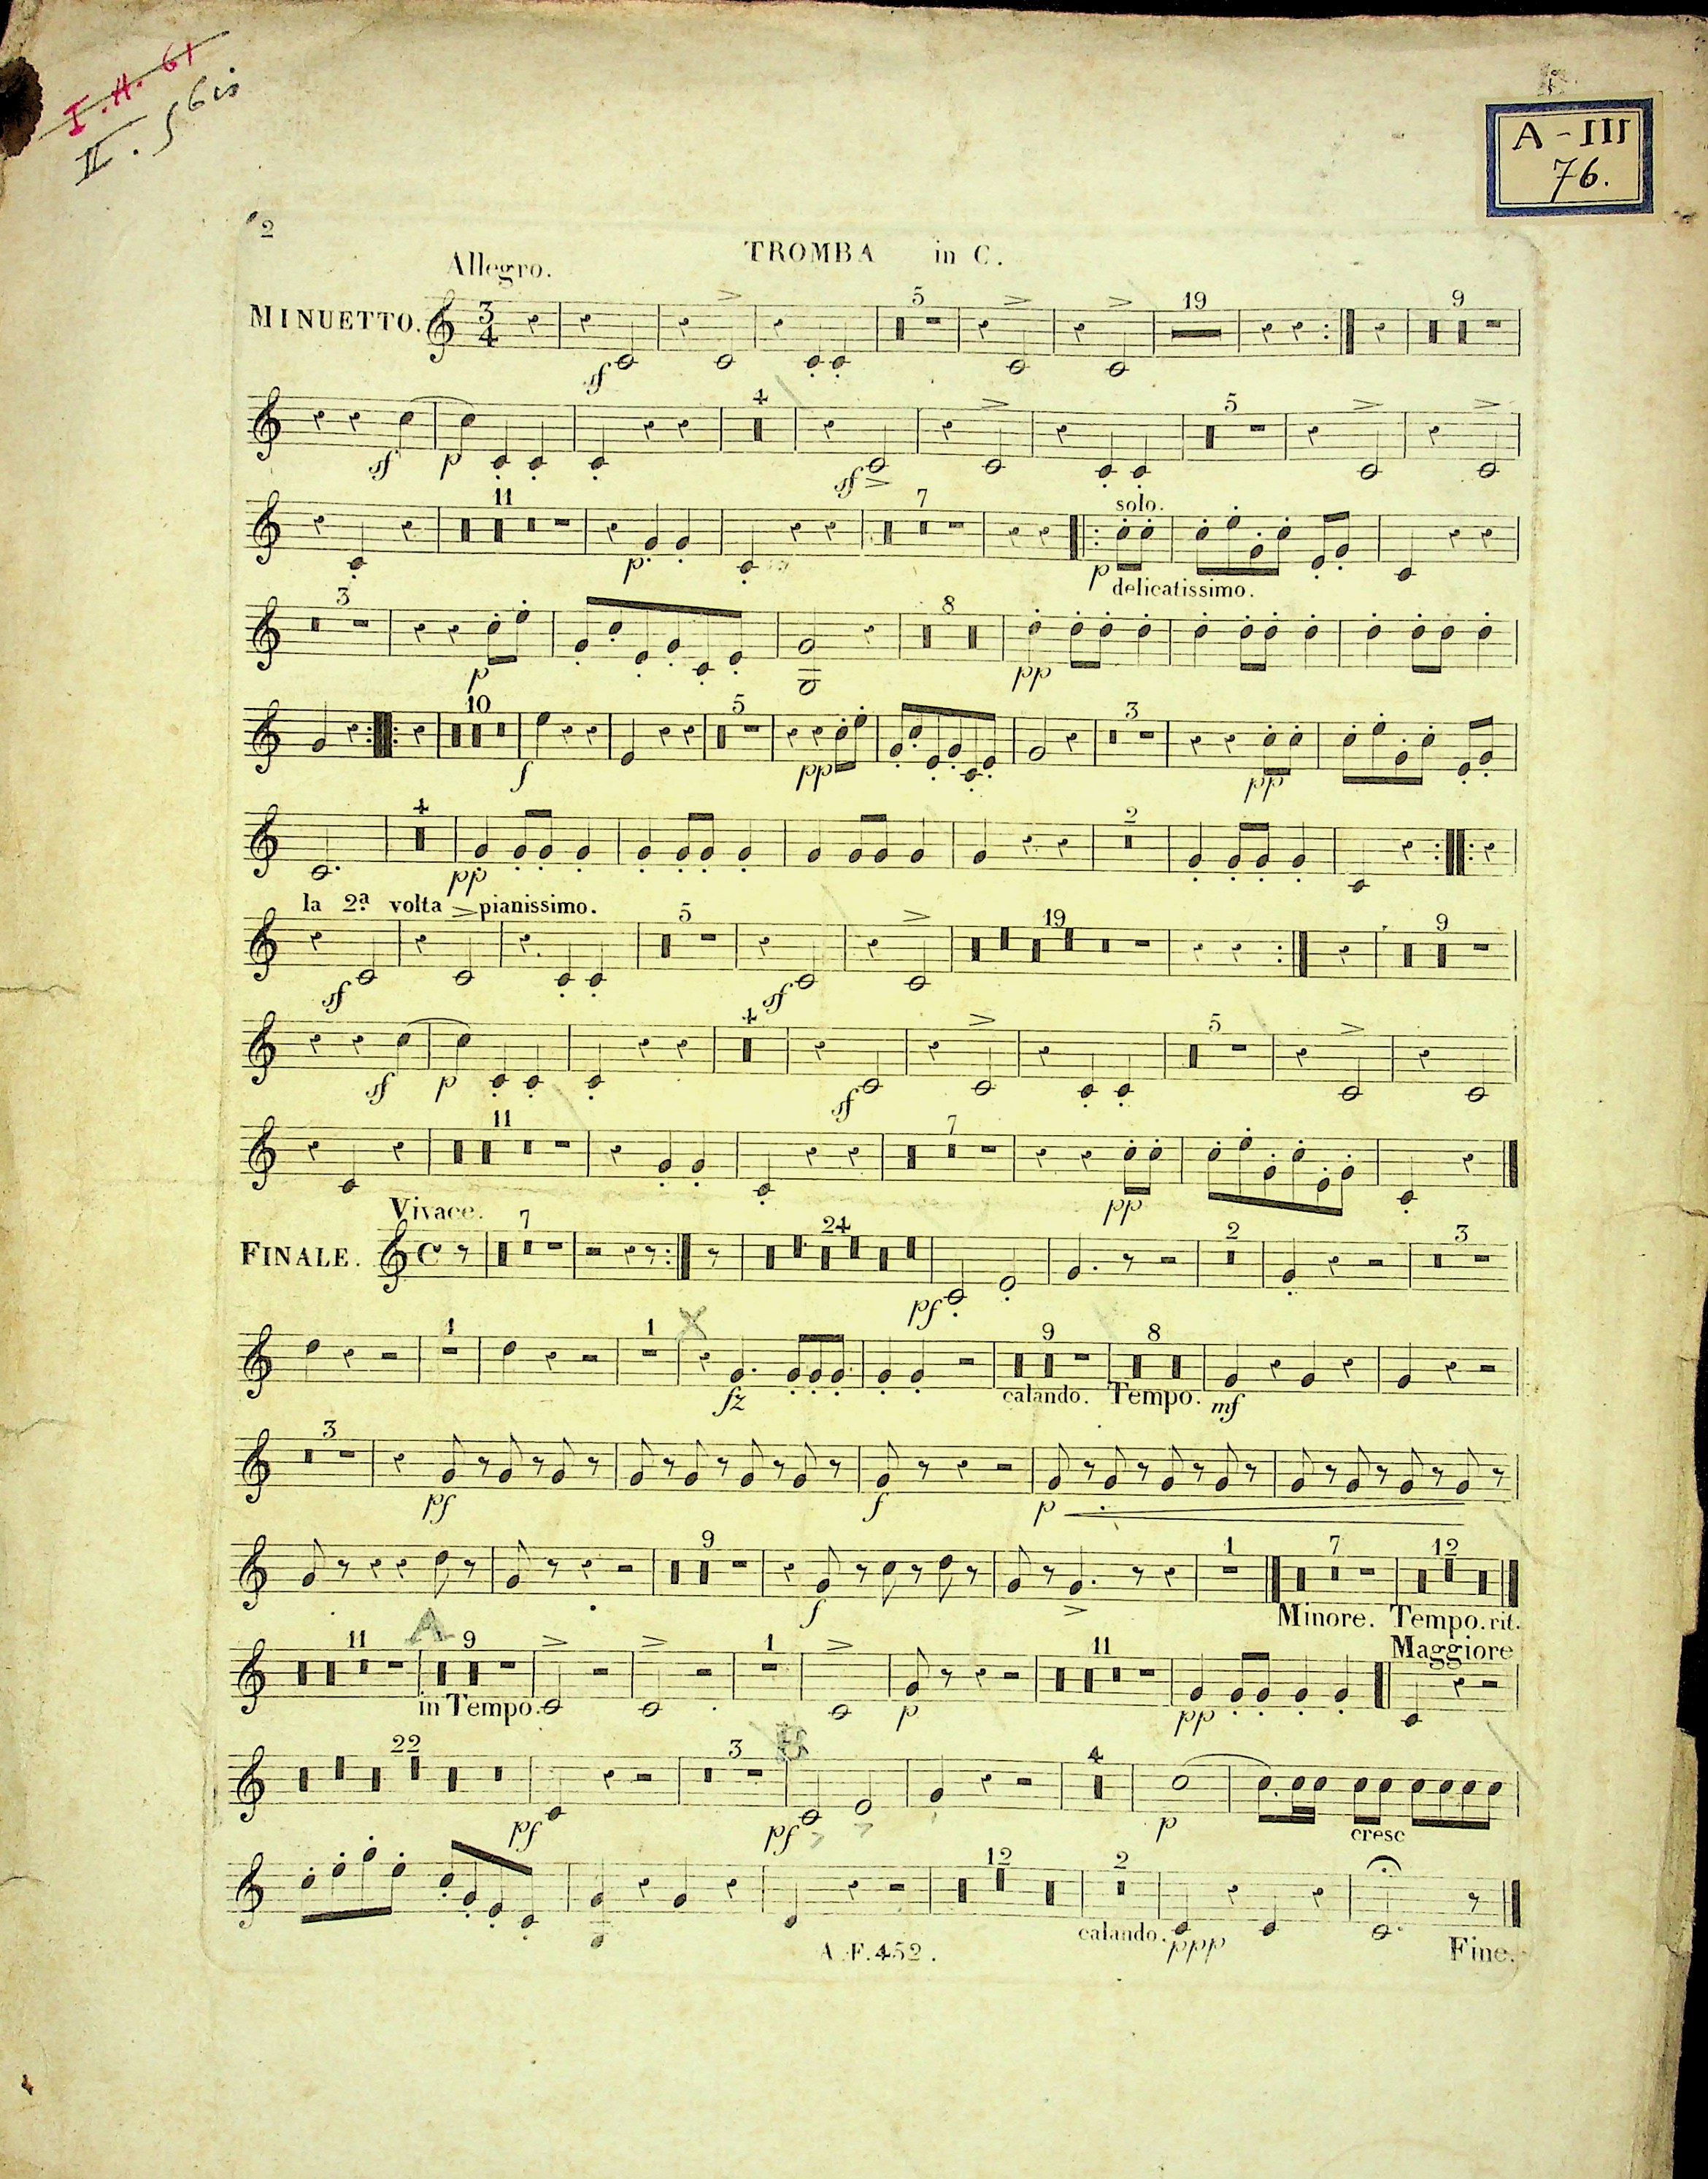 I.H. 61
A-III
76.
2
TROMBA in C.
Allegro.
MINUETTO.
3
4
sf
5
19
9
sf
p
4
sf
5
11
p
7
solo.
p
delicatissimo.
3
p
8
pp
10
f
5
pp
3
pp
4
pp
2
la 2ª volta pianissimo.
sf
5
sf
19
9
sf
p
4
sf
5
11
7
pp
Vivace.
FINALE.
C
7
24
pf
2
3
1
1
X
fz
9
calando.
8
Tempo.
mf
3
pf
f
p
9
f
1
7
12
Minore. Tempo. rit.
11
A
9
in Tempo.
1
p
11
pp
Maggiore
22
pf
3
B
pf
4
p
cresc
12
2
calando.
ppp
A.F.452.
Fine.